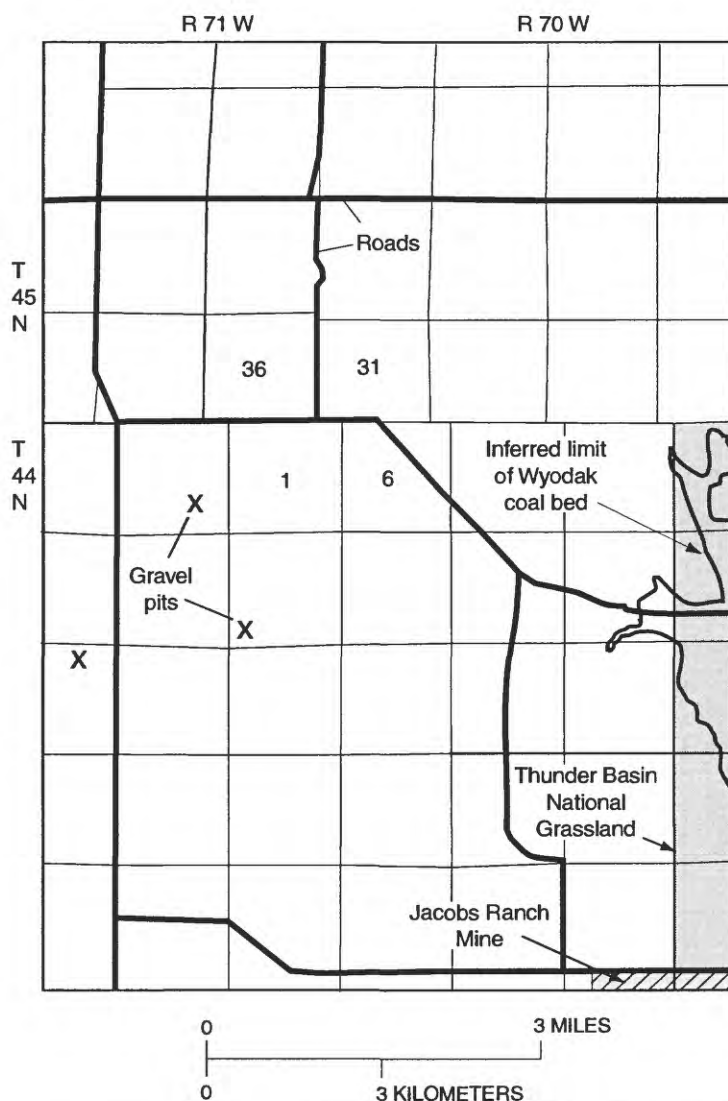 R 71 W
R 70 W
Roads
T
45
N
36
31
T
44
N
1
6
Inferred limit
of Wyodak
coal bed
X
Gravel
pits
X
X
Thunder Basin
National
Grassland
Jacobs Ranch
Mine
0
3 MILES
0
3 KILOMETERS